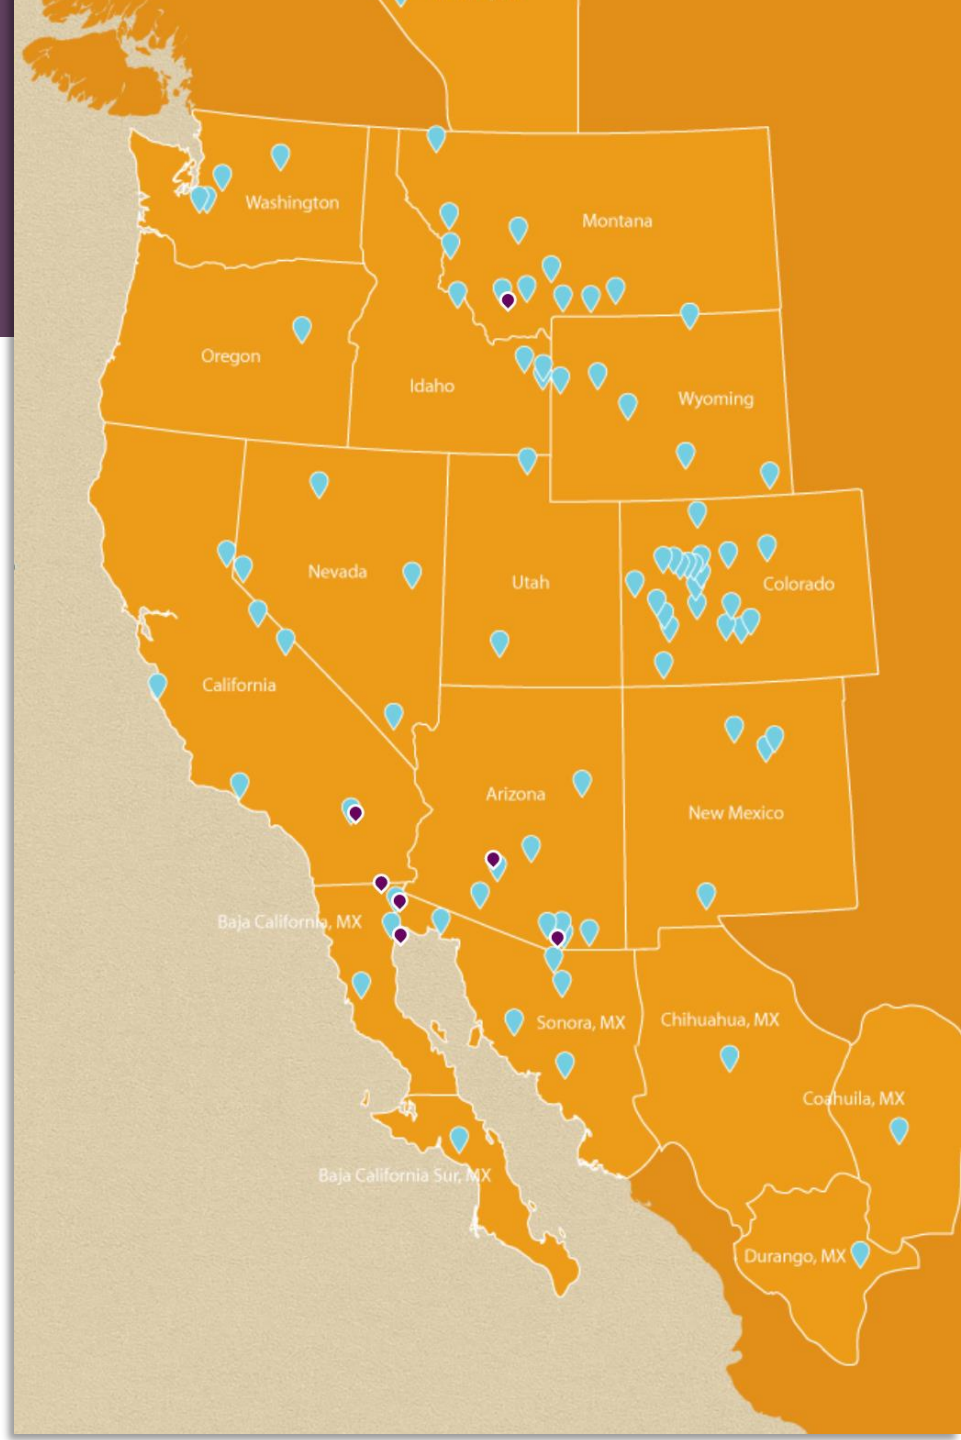 Washington
Montana
Oregon
Idaho
Wyoming
Nevada
Utah
Colorado
California
Arizona
New Mexico
Baja California, MX
Sonora, MX
Chihuahua, MX
Coahuila, MX
Baja California Sur, MX
Durango, MX